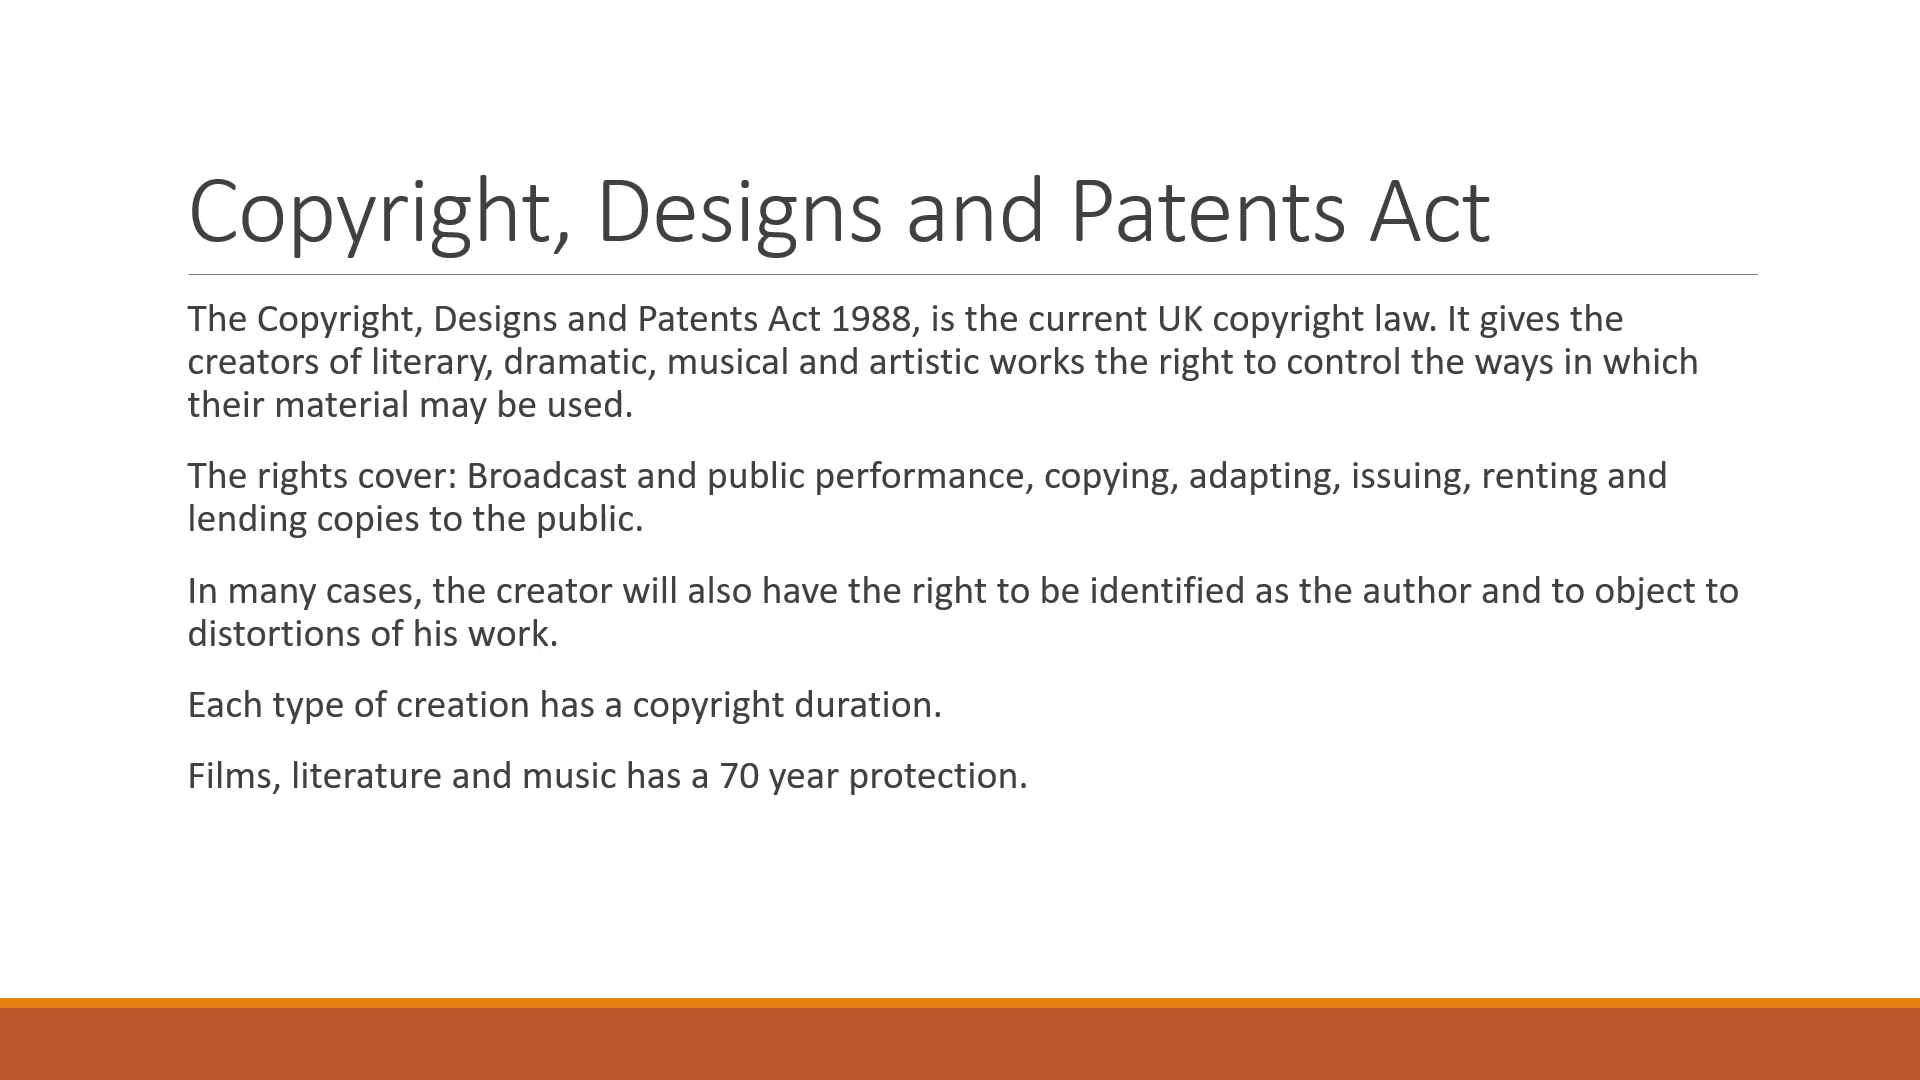 Copyright, Designs and Patents Act
The Copyright, Designs and Patents Act 1988, is the current UK copyright law. It gives the
creators of literary, dramatic, musical and artistic works the right to control the ways in which
their material may be used.
The rights cover: Broadcast and public performance, copying, adapting, issuing, renting and
lending copies to the public.
In many cases, the creator will also have the right to be identified as the author and to object to
distortions of his work.
Each type of creation has a copyright duration.
Films, literature and music has a 70 year protection.